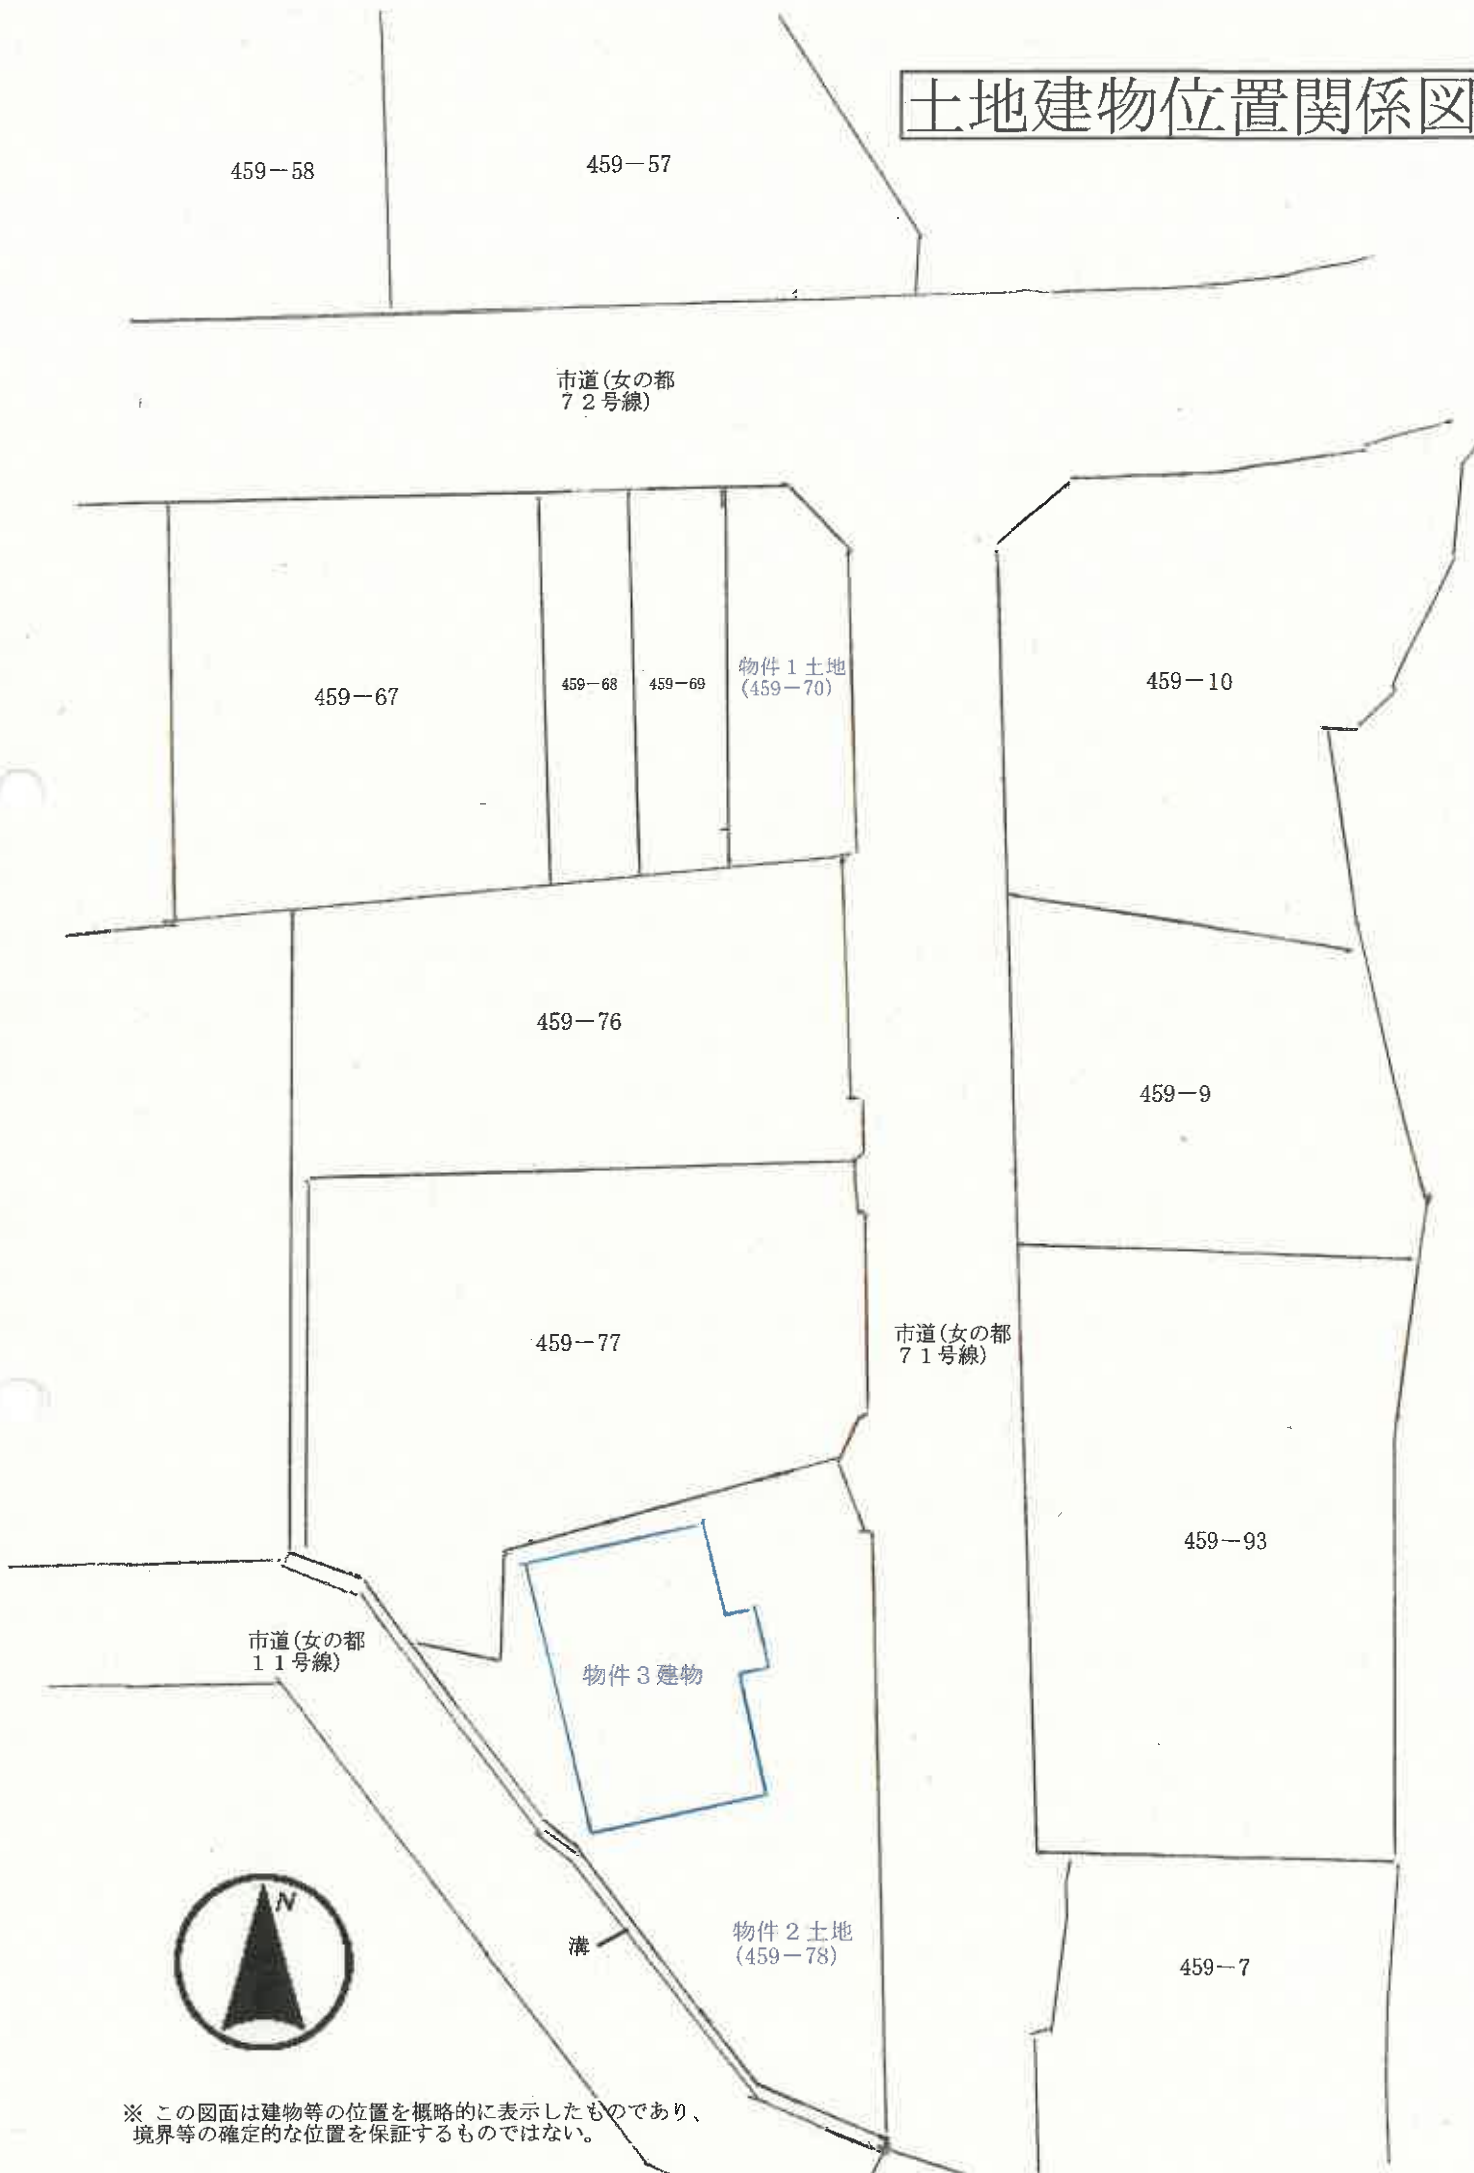 土地建物位置関係図
459－58
459－57
市道(女の都
７２号線)
459－67
459－68
459－69
物件１土地
(459－70)
459－10
459－76
459－9
459－77
市道(女の都
７１号線)
459－93
市道(女の都
１１号線)
物件３建物
物件２土地
(459－78)
溝
459－7
N
※ この図面は建物等の位置を概略的に表示したものであり、
境界等の確定的な位置を保証するものではない。